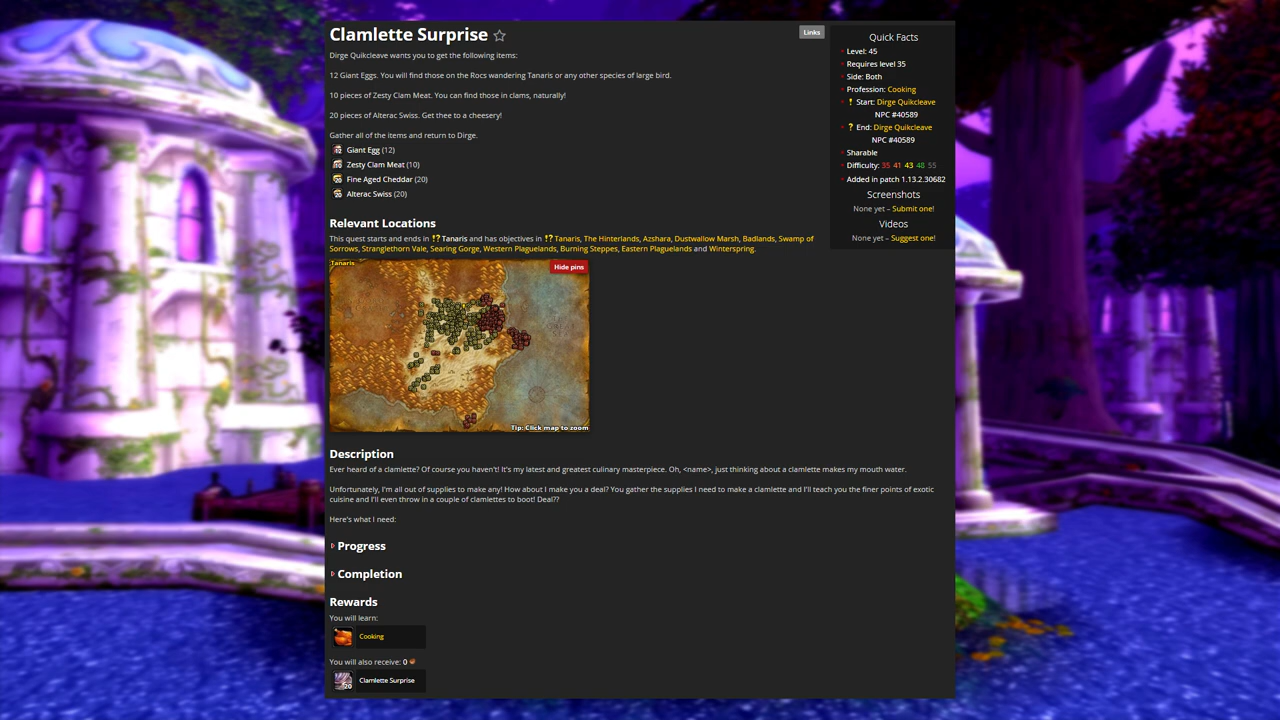 Clamlette Surprise
Links
Dirge Quikcleave wants you to get the following items:
12 Giant Eggs. You will find those on the Rocs wandering Tanaris or any other species of large bird.
10 pieces of Zesty Clam Meat. You can find those in clams, naturally!
20 pieces of Alterac Swiss. Get thee to a cheesery!
Gather all of the items and return to Dirge.
Giant Egg (12)
Zesty Clam Meat (10)
Fine Aged Cheddar (20)
Alterac Swiss (20)
Relevant Locations
This quest starts and ends in !? Tanaris and has objectives in !? Tanaris, The Hinterlands, Azshara, Dustwallow Marsh, Badlands, Swamp of
Sorrows, Stranglethorn Vale, Searing Gorge, Western Plaguelands, Burning Steppes, Eastern Plaguelands and Winterspring.
Tanaris
Hide pins
Tip: Click map to zoom
Description
Ever heard of a clamlette? Of course you haven't! It's my latest and greatest culinary masterpiece. Oh, <name>, just thinking about a clamlette makes my mouth water.
Unfortunately, I'm all out of supplies to make any! How about I make you a deal? You gather the supplies I need to make a clamlette and I'll teach you the finer points of exotic
cuisine and I'll even throw in a couple of clamlettes to boot! Deal??
Here's what I need:
Progress
Completion
Rewards
You will learn:
Cooking
You will also receive: 0
20
Clamlette Surprise
Quick Facts
Level: 45
Requires level 35
Side: Both
Profession: Cooking
! Start: Dirge Quikcleave
NPC #40589
? End: Dirge Quikcleave
NPC #40589
Sharable
Difficulty: 35 41 43 48 55
Added in patch 1.13.2.30682
Screenshots
None yet – Submit one!
Videos
None yet – Suggest one!